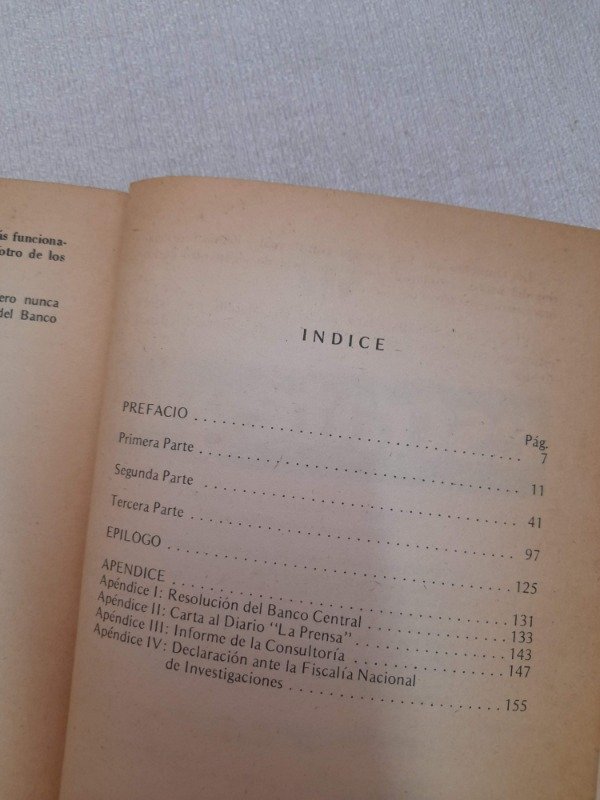 ás funciona-
otro de los
ero nunca
del Banco
INDICE
Pág.
PREFACIO . . . . . . . . . . . . . . . . . . . . 7
Primera Parte . . . . . . . . . . . . . . . . . . . . 11
Segunda Parte . . . . . . . . . . . . . . . . . . . . 41
Tercera Parte . . . . . . . . . . . . . . . . . . . . 97
EPILOGO . . . . . . . . . . . . . . . . . . . . 125
APENDICE . . . . . . . . . . . . . . . . . . . . 131
Apéndice I: Resolución del Banco Central . . . . . . . . . . 133
Apéndice II: Carta al Diario "La Prensa" . . . . . . . . . . 143
Apéndice III: Informe de la Consultoría . . . . . . . . . . 147
Apéndice IV: Declaración ante la Fiscalía Nacional
de Investigaciones . . . . . . . . . . . . . . . 155